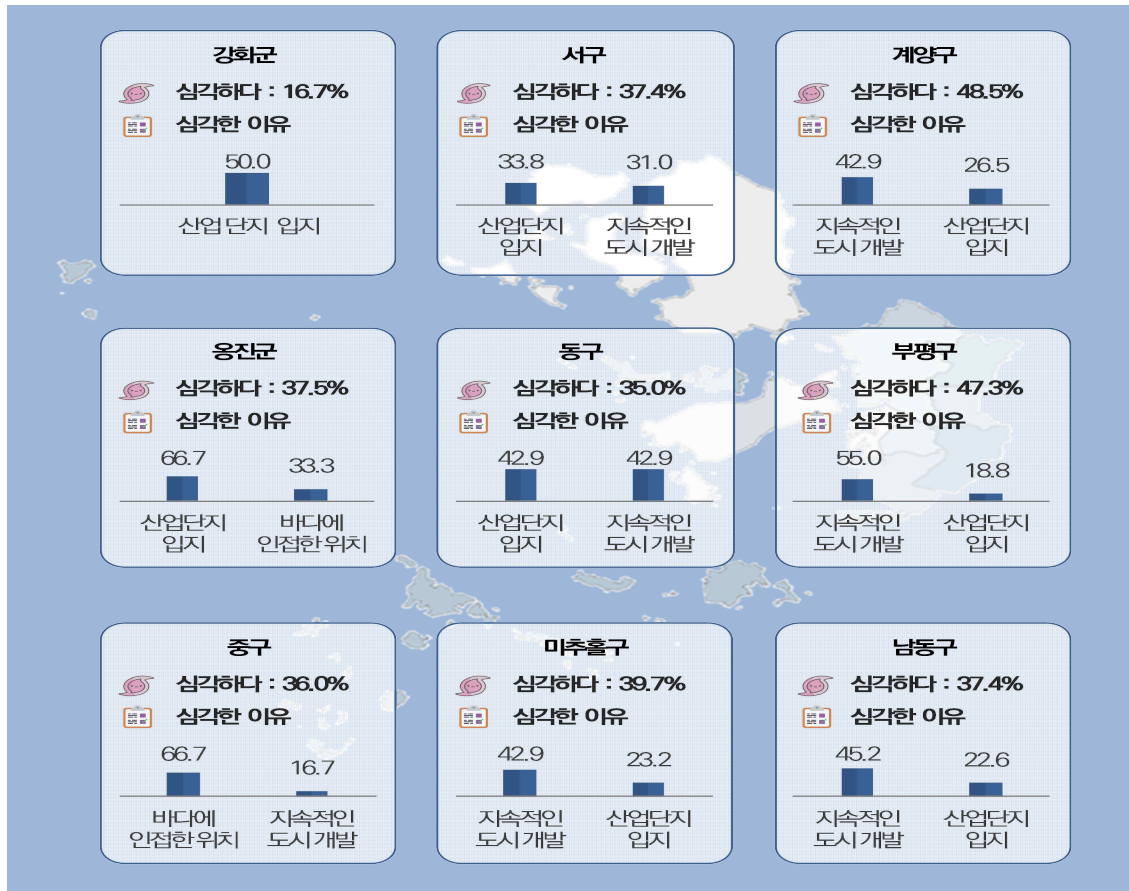 강화군
심각하다 : 16.7%
심각한 이유
50.0
산업 단지 입지
서구
심각하다 : 37.4%
심각한 이유
33.8 31.0
산업단지 지속적인
입지 도시 개발
계양구
심각하다 : 48.5%
심각한 이유
42.9 26.5
지속적인 산업단지
도시 개발 입지
옹진군
심각하다 : 37.5%
심각한 이유
66.7 33.3
산업단지 바다에
입지 인접한 위치
동구
심각하다 : 35.0%
심각한 이유
42.9 42.9
산업단지 지속적인
입지 도시 개발
부평구
심각하다 : 47.3%
심각한 이유
55.0 18.8
지속적인 산업단지
도시 개발 입지
중구
심각하다 : 36.0%
심각한 이유
66.7 16.7
바다에 지속적인
인접한 위치 도시 개발
미추홀구
심각하다 : 39.7%
심각한 이유
42.9 23.2
지속적인 산업단지
도시 개발 입지
남동구
심각하다 : 37.4%
심각한 이유
45.2 22.6
지속적인 산업단지
도시 개발 입지